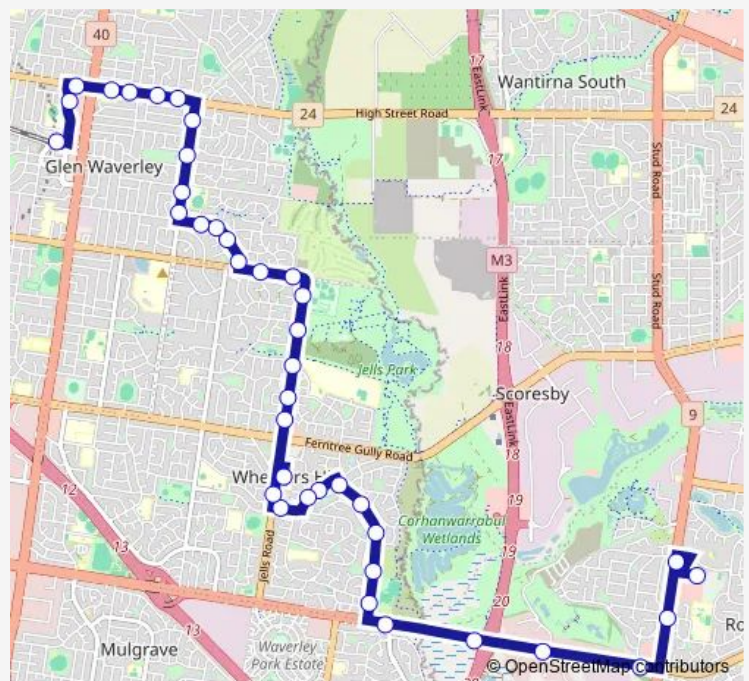 40
17
EastLink
Wantirna South
24
High Street Road
24
17
Stud Road
Glen Waverley
M3
EastLink
Stud Road
18
Jells Park
Scoresby
EastLink
9
Ferntree Gully Road
18
12
19
Corhanwarrabul
Wetlands
13
Jells Road
19
20
13
Mulgrave
Waverley
Park Estate
© OpenStreetMap contributors